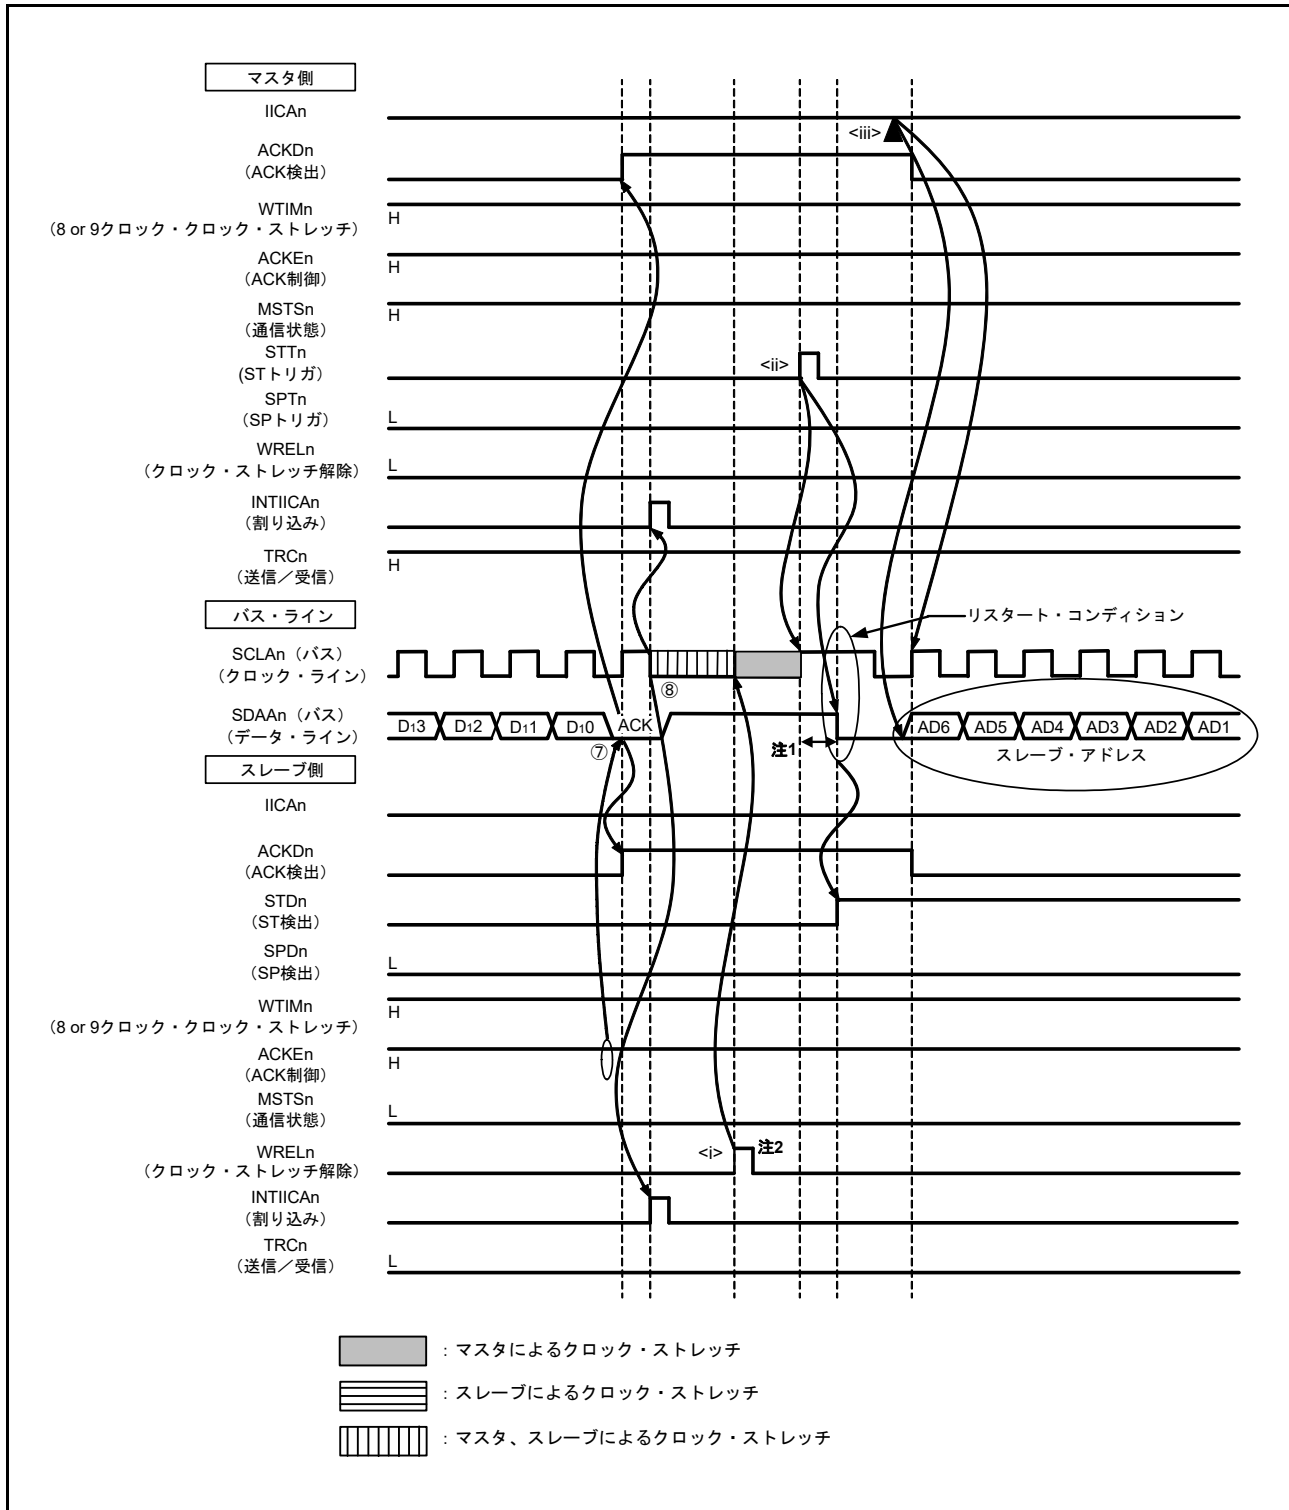 マスタ側
IICAn
<iii>
ACKDn
（ACK検出）
WTIMn
（8 or 9クロック・クロック・ストレッチ）
H
ACKEn
（ACK制御）
H
MSTSn
（通信状態）
H
STTn
(STトリガ）
<ii>
SPTn
（SPトリガ）
L
WRELn
（クロック・ストレッチ解除）
L
INTIICAn
（割り込み）
TRCn
（送信／受信）
H
バス・ライン
リスタート・コンディション
SCLAn（バス）
（クロック・ライン）
⑧
SDAAn（バス）
（データ・ライン）
D13 D12 D11 D10 ACK AD6 AD5 AD4 AD3 AD2 AD1
⑦
注1
スレーブ・アドレス
スレーブ側
IICAn
ACKDn
（ACK検出）
STDn
（ST検出）
SPDn
（SP検出）
L
WTIMn
（8 or 9クロック・クロック・ストレッチ）
H
ACKEn
（ACK制御）
H
MSTSn
（通信状態）
L
WRELn
（クロック・ストレッチ解除）
<i>
注2
INTIICAn
（割り込み）
TRCn
（送信／受信）
L
：マスタによるクロック・ストレッチ
：スレーブによるクロック・ストレッチ
：マスタ、スレーブによるクロック・ストレッチ